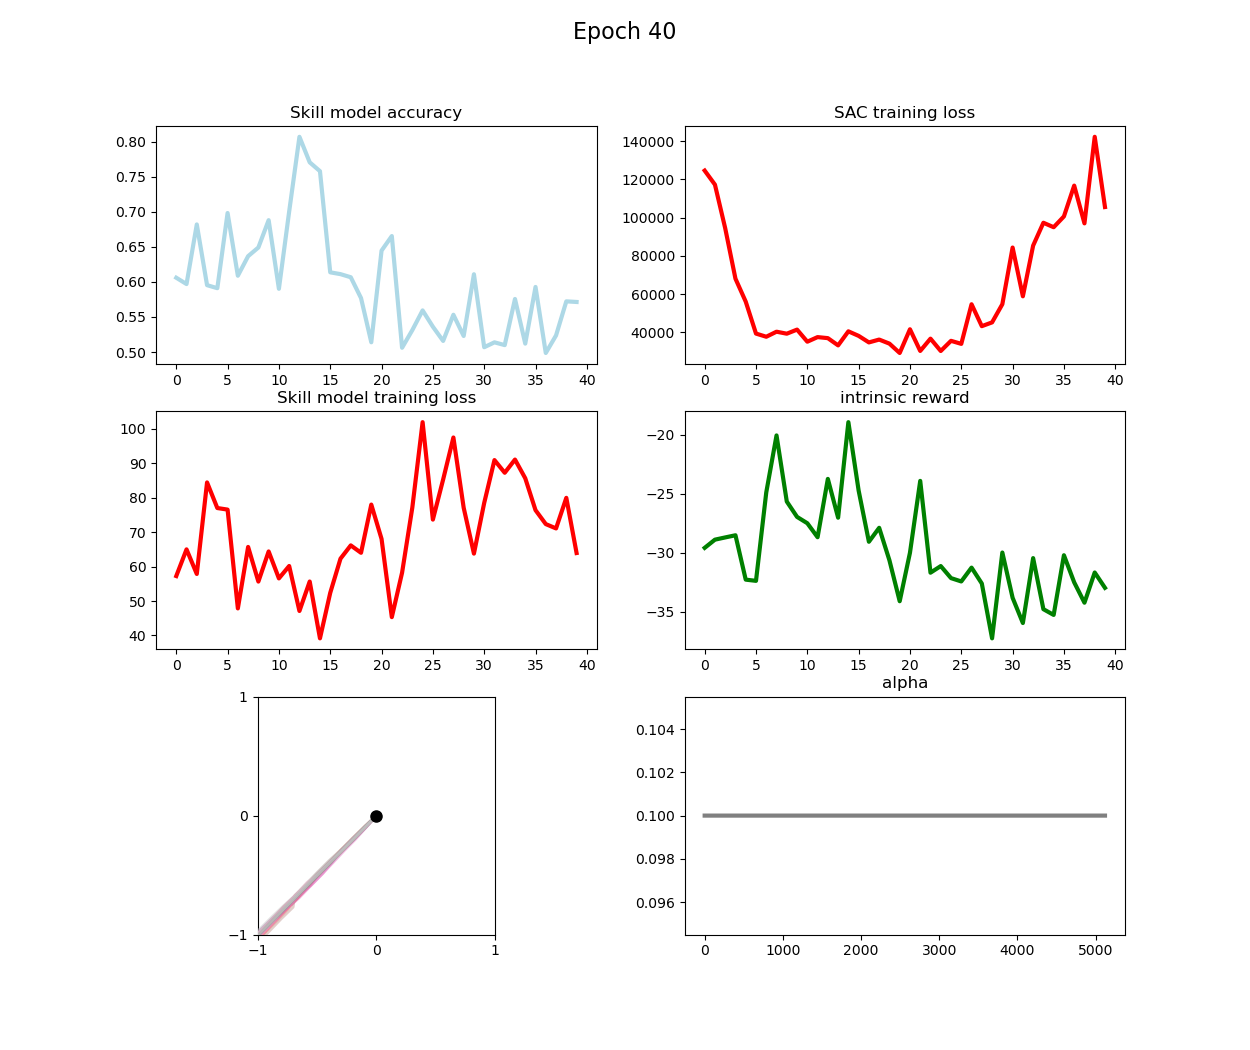 Epoch 40
Skill model accuracy
0.80
0.75
0.70
0.65
0.60
0.55
0.50
0 5 10 15 20 25 30 35 40
SAC training loss
140000
120000
100000
80000
60000
40000
0 5 10 15 20 25 30 35 40
Skill model training loss
100
90
80
70
60
50
40
0 5 10 15 20 25 30 35 40
intrinsic reward
−20
−25
−30
−35
0 5 10 15 20 25 30 35 40
1
0
−1
−1 0 1
alpha
0.104
0.102
0.100
0.098
0.096
0 1000 2000 3000 4000 5000